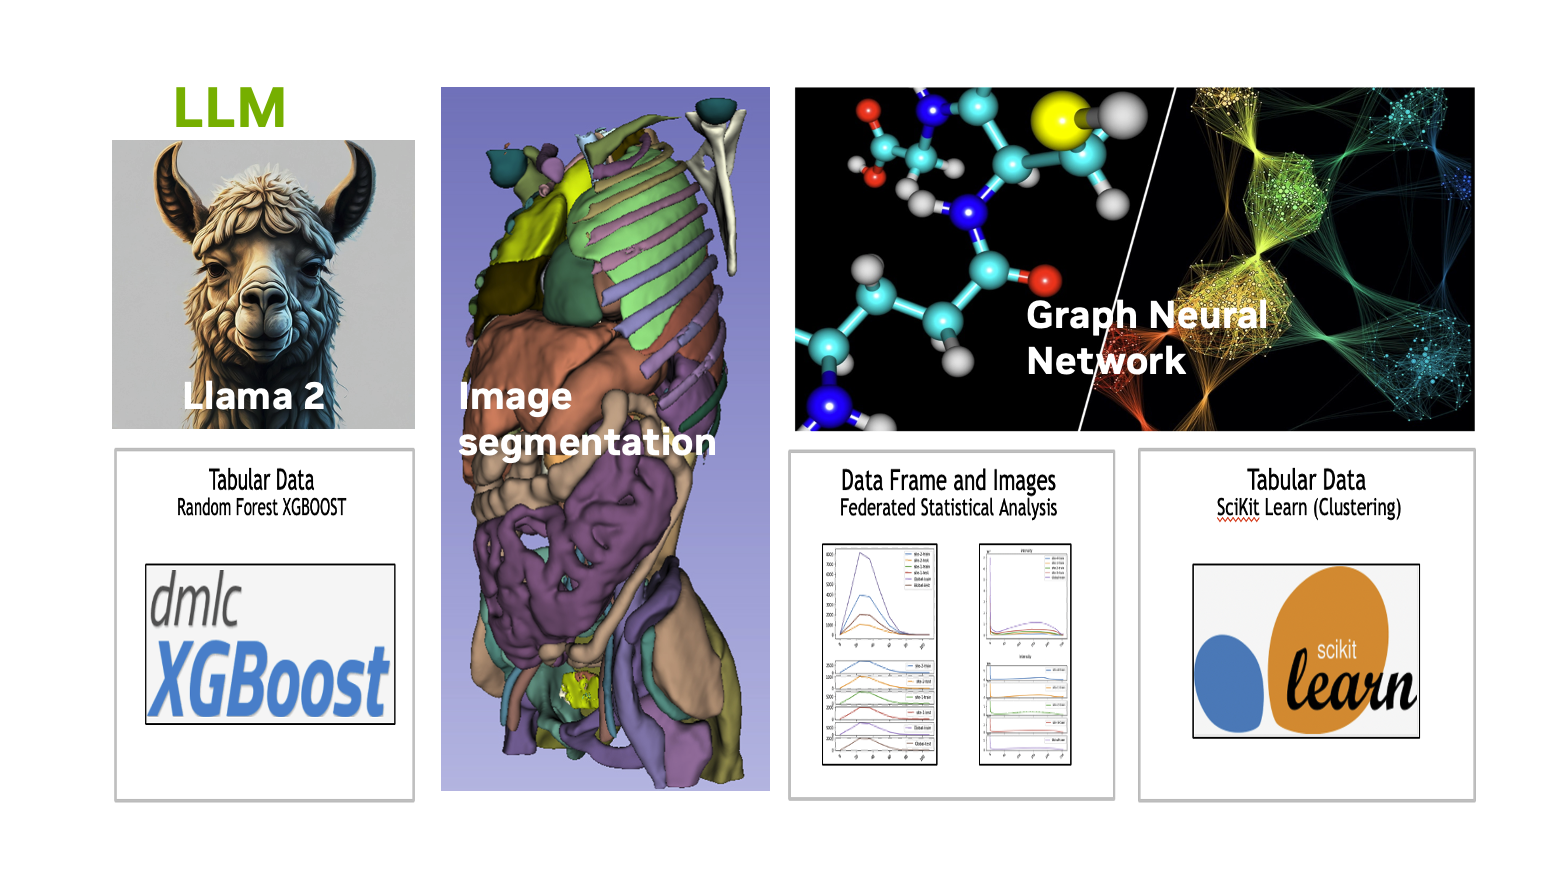 LLM
Llama 2
Image
segmentation
Graph Neural
Network
Tabular Data
Random Forest XGBOOST
dmlc
XGBoost
Data Frame and Images
Federated Statistical Analysis
Tabular Data
SciKit Learn (Clustering)
scikit
learn